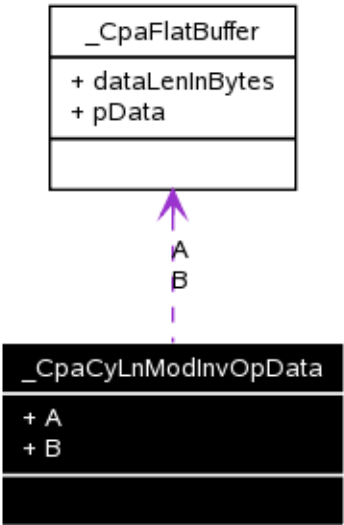 _CpaFlatBuffer
+ dataLenInBytes
+ pData
A
B
_CpaCyLnModInvOpData
+ A
+ B